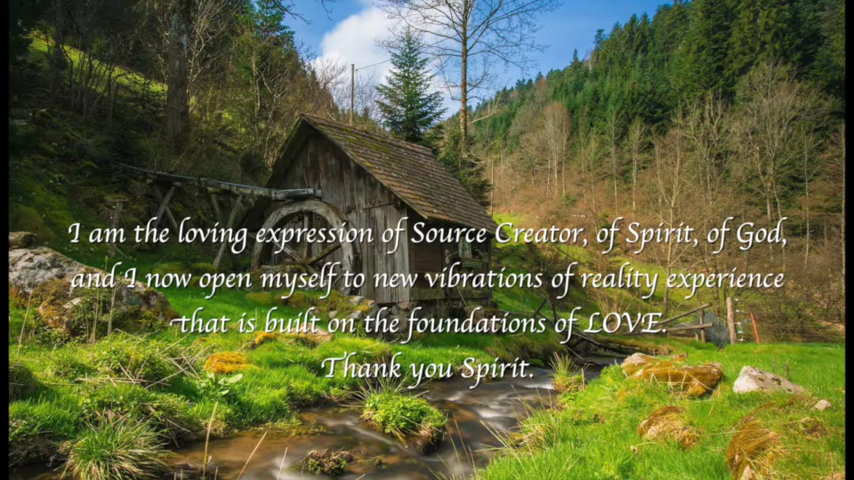 I am the loving expression of Source Creator, of Spirit, of God,
and I now open myself to new vibrations of reality experience
that is built on the foundations of LOVE.
Thank you Spirit.